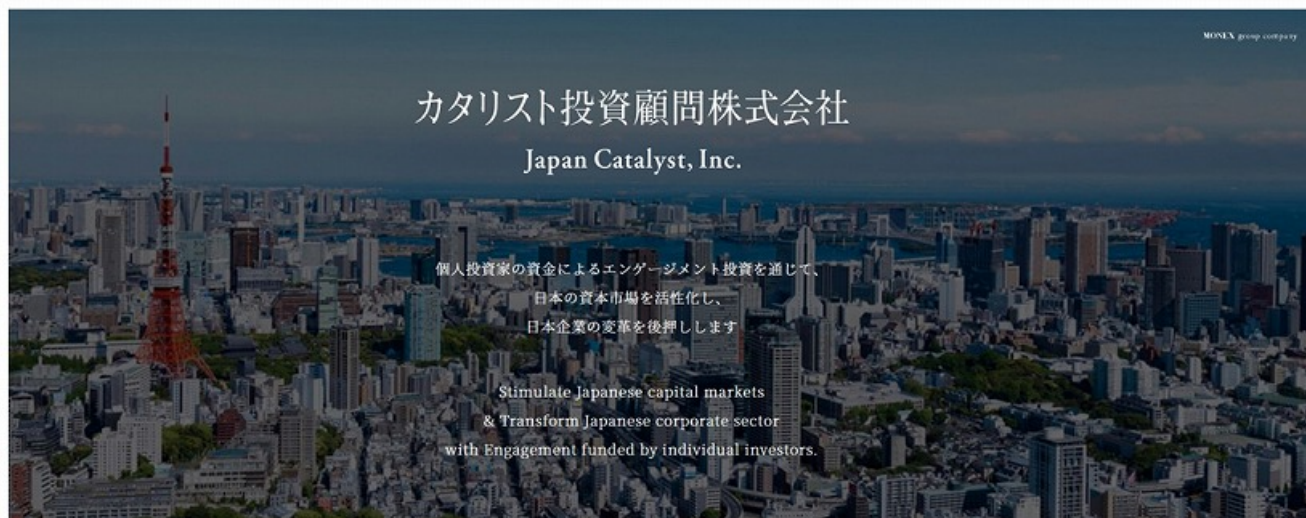 MONEX group company
カタリスト投資顧問株式会社
Japan Catalyst, Inc.
個人投資家の資金によるエンゲージメント投資を通じて、
日本の資本市場を活性化し、
日本企業の変革を後押しします
Stimulate Japanese capital markets
& Transform Japanese corporate sector
with Engagement funded by individual investors.